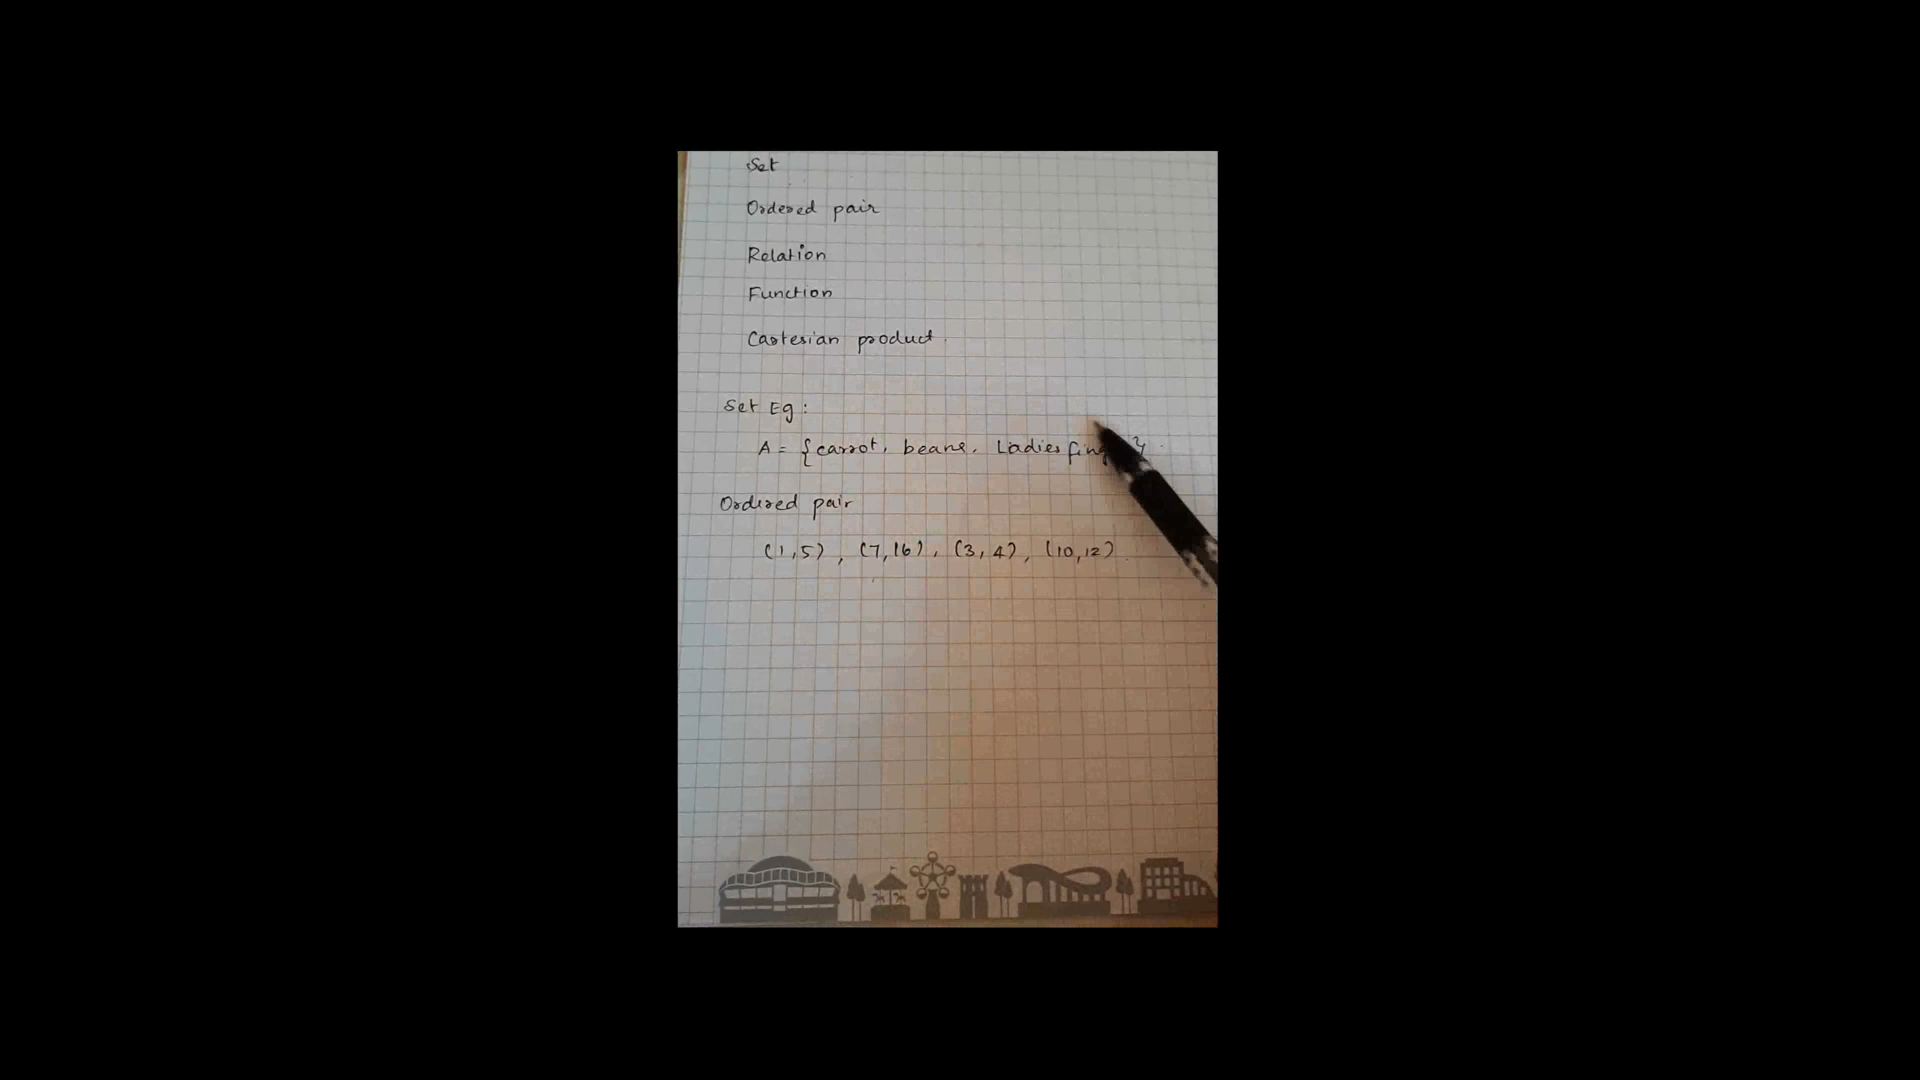 Set
Ordered pair
Relation
Function
Cartesian product
Set Eg:
A = {carrot, beans, Ladies }
Ordered pair
(1,5), (7,16), (3,4), (10,12)